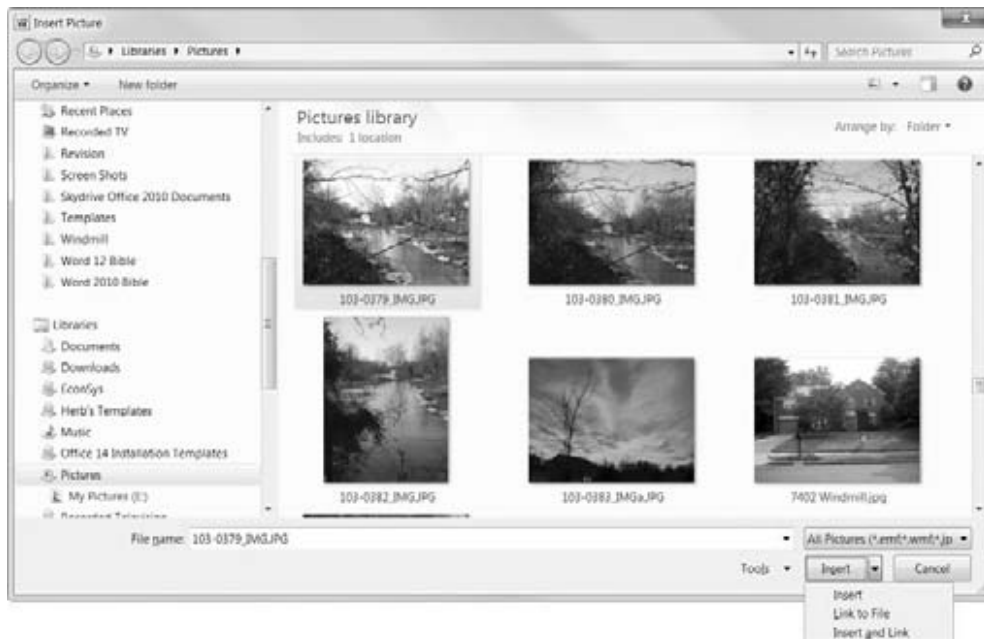 Insert Picture
Libraries Pictures
Search Pictures
Organize New folder
Recent Places
Recorded TV
Revision
Screen Shots
Skydrive Office 2010 Documents
Templates
Windmill
Word 12 Bible
Word 2010 Bible
Libraries
Documents
Downloads
EconSys
Herb's Templates
Music
Office 14 Installation Templates
Pictures
My Pictures (E:)
Recorded Television
Pictures library
Includes: 1 location
Arrange by: Folder
103-0379_IMG.JPG
103-0380_IMG.JPG
103-0381_IMG.JPG
103-0382_IMG.JPG
103-0383_IMGa.JPG
7402 Windmill.jpg
File name: 103-0379_IMG.JPG
All Pictures (*.emf;*.wmf;*.jp
Tools Insert Cancel
Insert
Link to File
Insert and Link